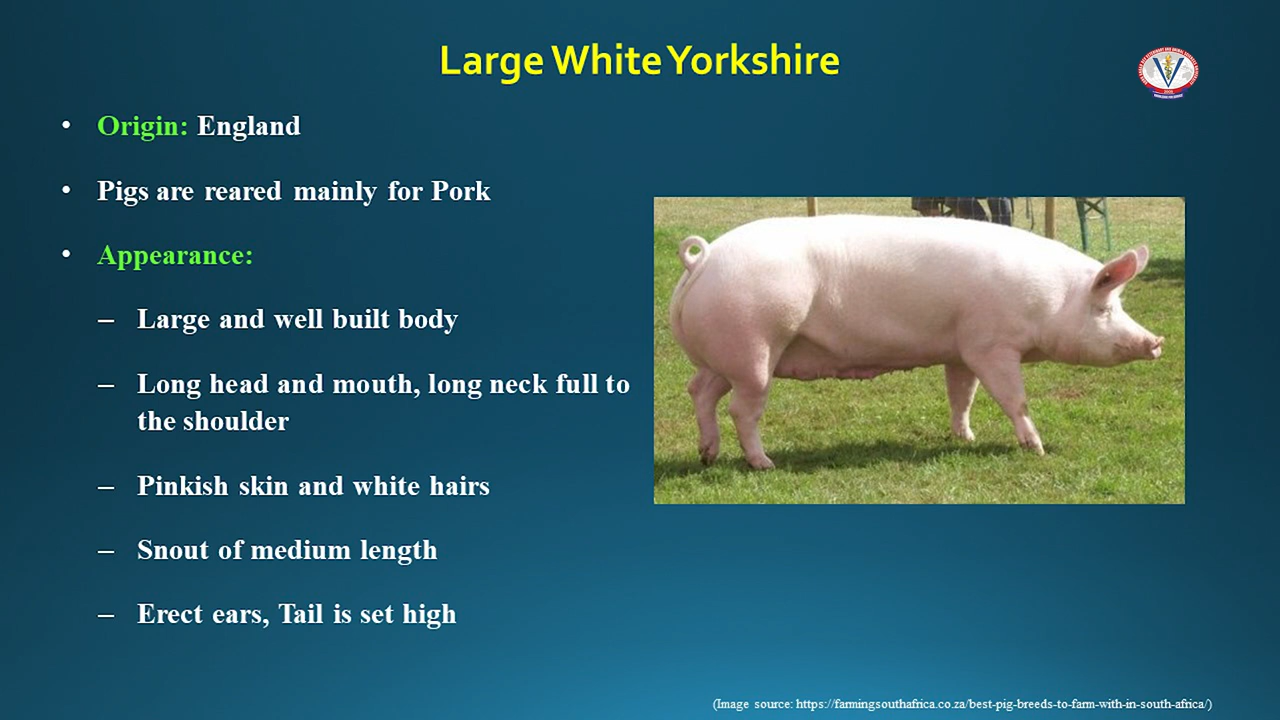 Large White Yorkshire
• Origin: England
• Pigs are reared mainly for Pork
• Appearance:
– Large and well built body
– Long head and mouth, long neck full to
the shoulder
– Pinkish skin and white hairs
– Snout of medium length
– Erect ears, Tail is set high
(Image source: https://farmingsouthafrica.co.za/best-pig-breeds-to-farm-with-in-south-africa/)